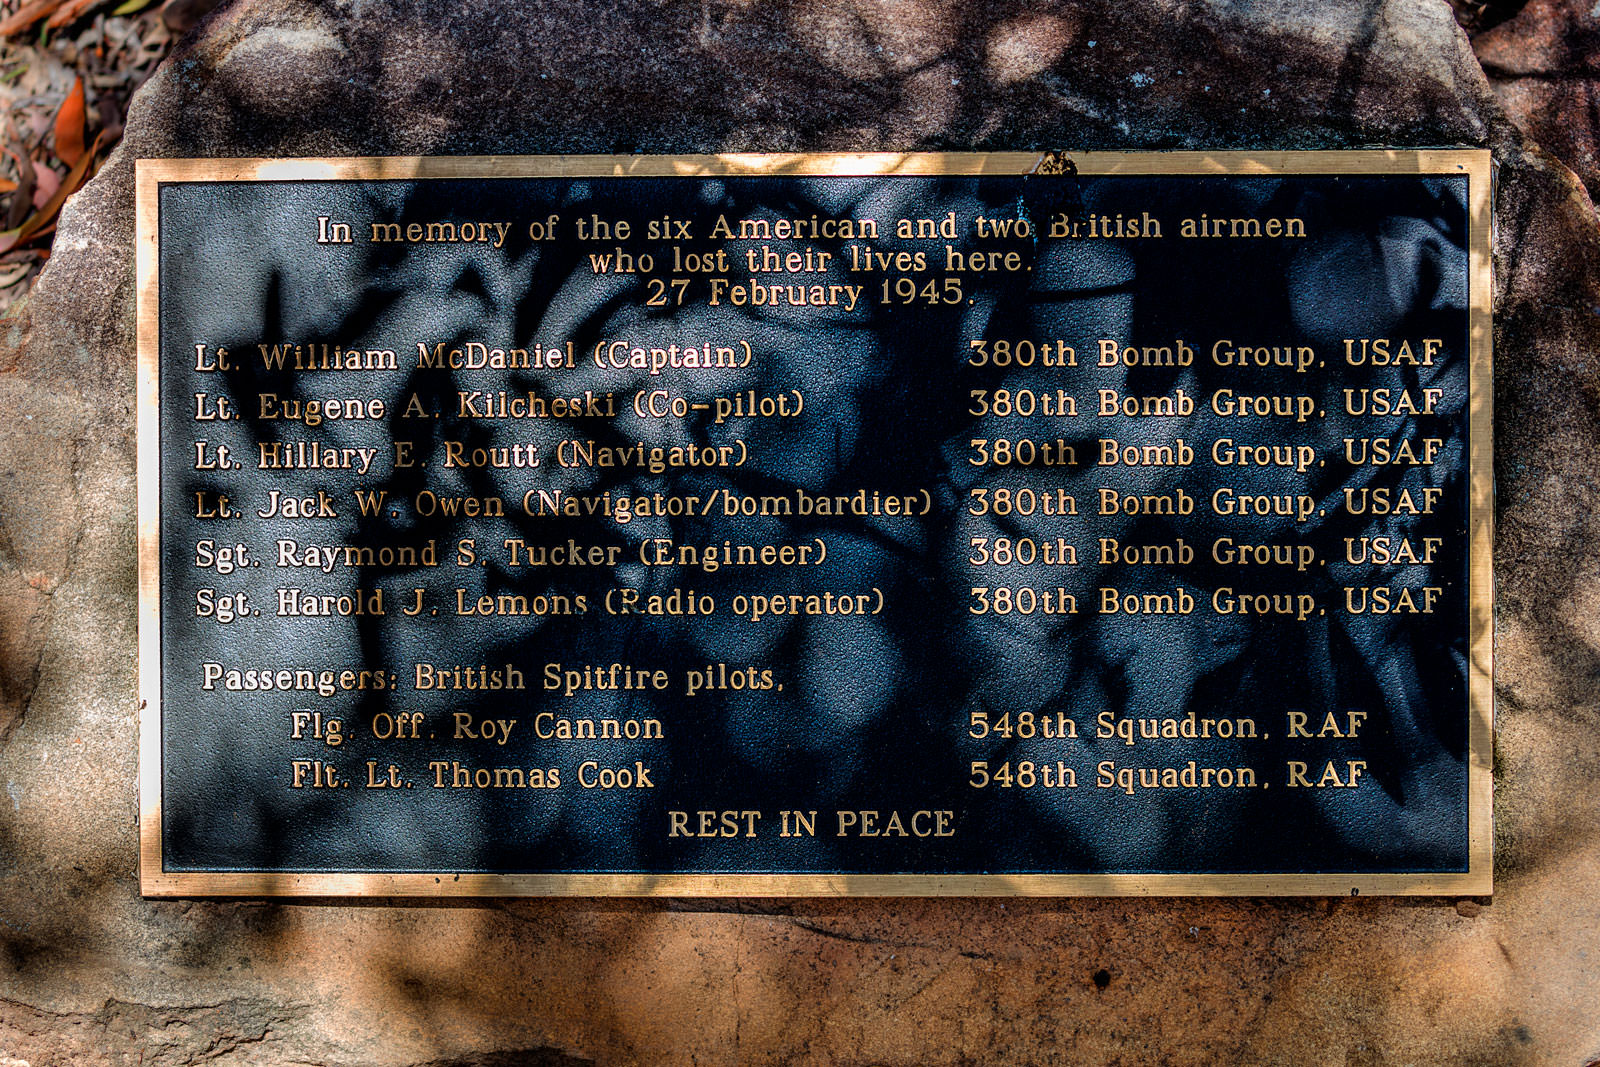 In memory of the six American and two British airmen
who lost their lives here.
27 February 1945.
Lt. William McDaniel (Captain) 380th Bomb Group, USAF
Lt. Eugene A. Kilcheski (Co-pilot) 380th Bomb Group, USAF
Lt. Hillary E. Routt (Navigator) 380th Bomb Group, USAF
Lt. Jack W. Owen (Navigator/bombardier) 380th Bomb Group, USAF
Sgt. Raymond S. Tucker (Engineer) 380th Bomb Group, USAF
Sgt. Harold J. Lemons (Radio operator) 380th Bomb Group, USAF
Passengers: British Spitfire pilots,
Flg. Off. Roy Cannon 548th Squadron, RAF
Flt. Lt. Thomas Cook 548th Squadron, RAF
REST IN PEACE